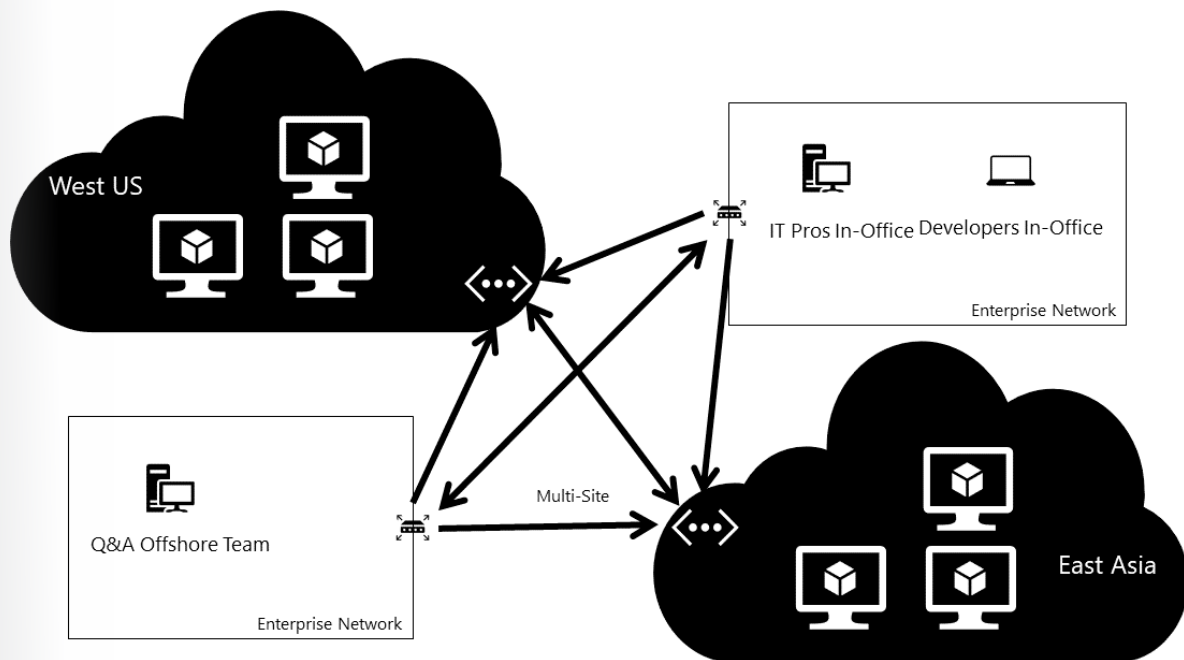 West US
IT Pros In-Office
Developers In-Office
Enterprise Network
Multi-Site
Q&A Offshore Team
East Asia
Enterprise Network